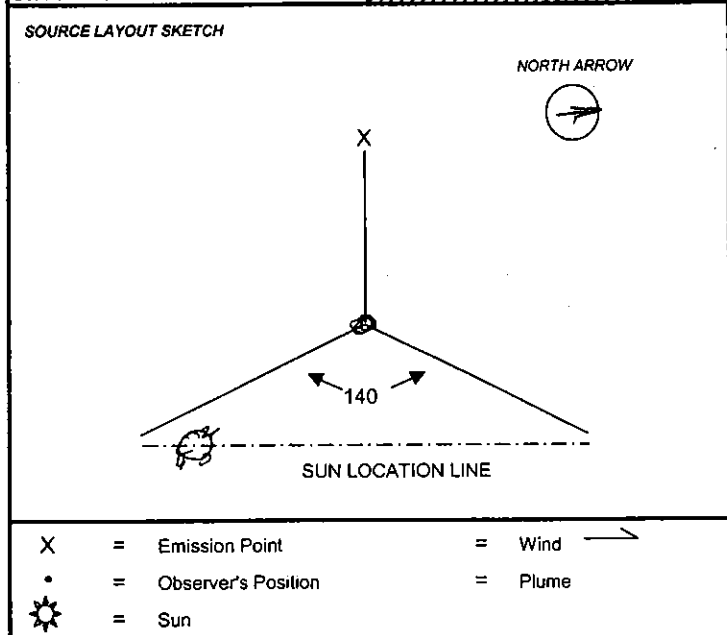 SOURCE LAYOUT SKETCH
NORTH ARROW
X
140
SUN LOCATION LINE
X = Emission Point = Wind
• = Observer's Position = Plume
= Sun